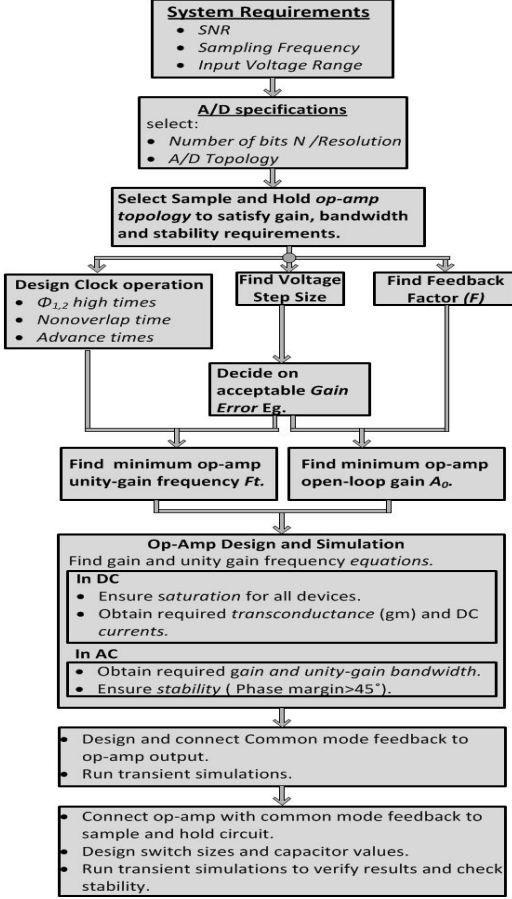 System Requirements
• SNR
• Sampling Frequency
• Input Voltage Range
A/D specifications
select:
• Number of bits N /Resolution
• A/D Topology
Select Sample and Hold op-amp
topology to satisfy gain, bandwidth
and stability requirements.
Design Clock operation
• Φ1,2 high times
• Nonoverlap time
• Advance times
Find Voltage
Step Size
Find Feedback
Factor (F)
Decide on
acceptable Gain
Error Eg.
Find minimum op-amp
unity-gain frequency Ft.
Find minimum op-amp
open-loop gain A0.
Op-Amp Design and Simulation
Find gain and unity gain frequency equations.
In DC
• Ensure saturation for all devices.
• Obtain required transconductance (gm) and DC
currents.
In AC
• Obtain required gain and unity-gain bandwidth.
• Ensure stability ( Phase margin>45˚).
• Design and connect Common mode feedback to
op-amp output.
• Run transient simulations.
• Connect op-amp with common mode feedback to
sample and hold circuit.
• Design switch sizes and capacitor values.
• Run transient simulations to verify results and check
stability.